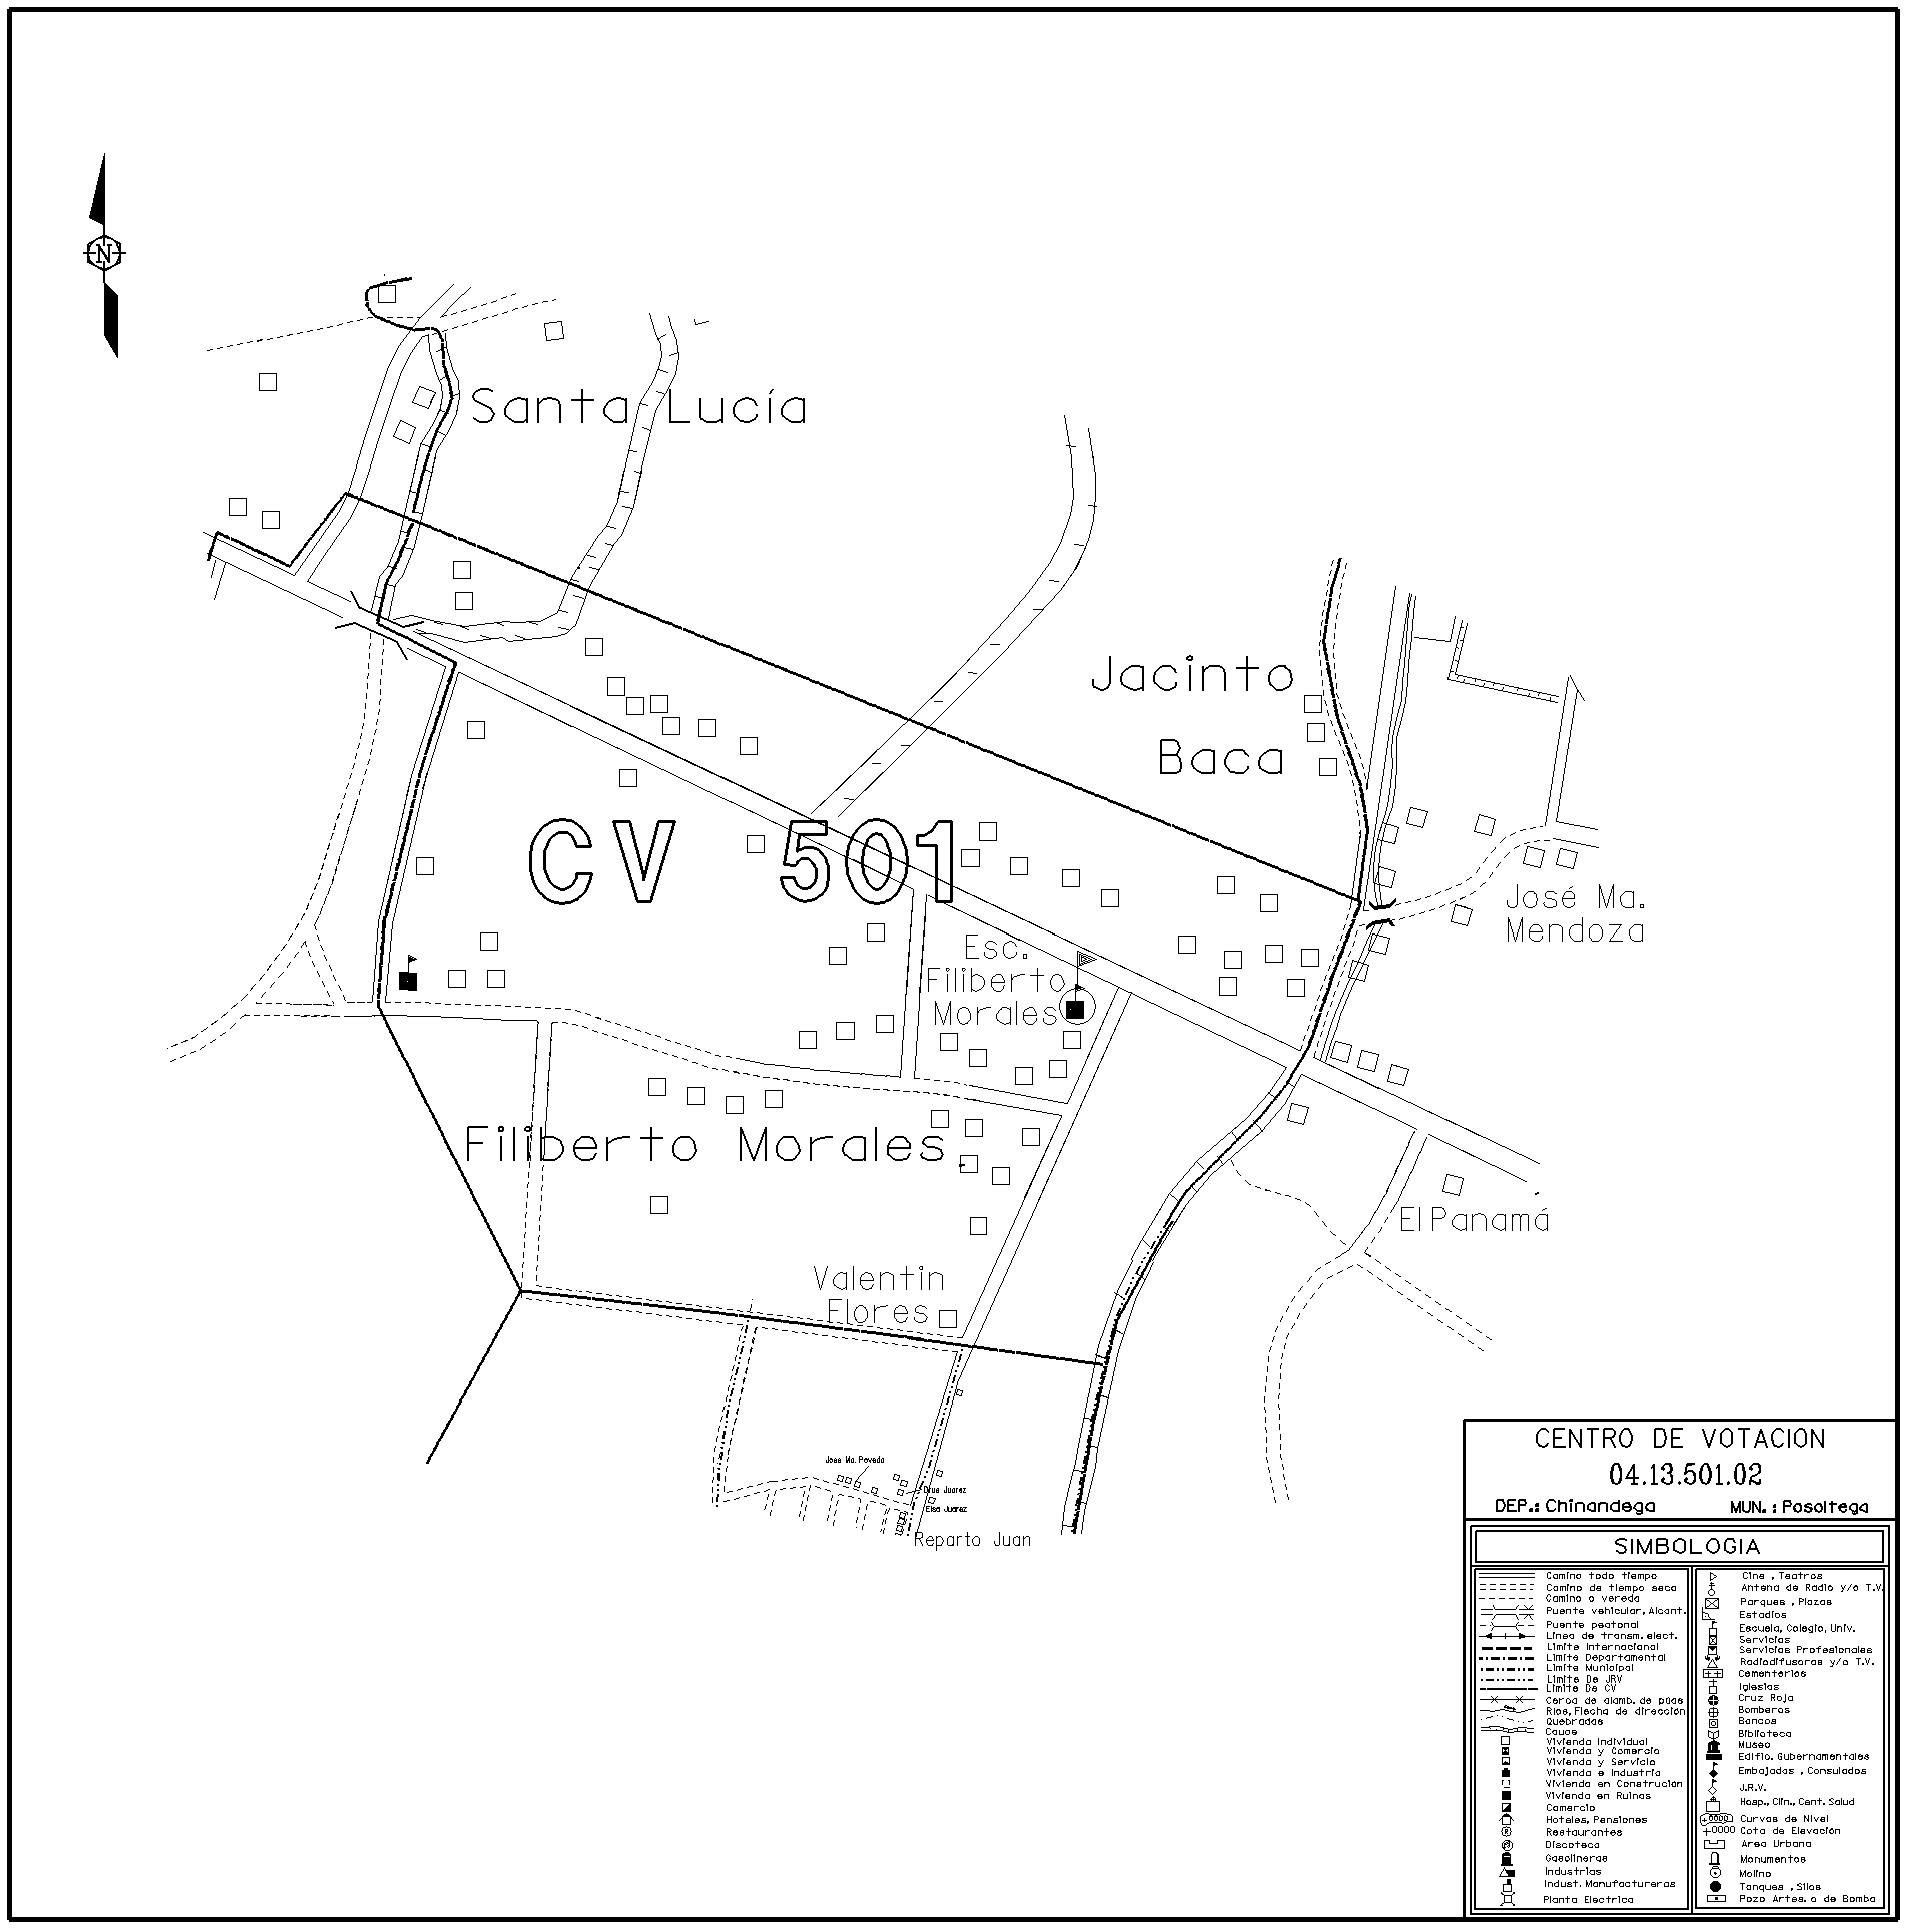 N
Santa Lucía
Jacinto
Baca
CV 501
José Ma.
Mendoza
Esc.
Filiberto
Morales
Filiberto Morales
El Panamá
Valentin
Flores
Jose Ma. Poveda
Elsa Juarez
Reparto Juan
CENTRO DE VOTACION
04.13.501.02
DEP.: Chinandega MUN.: Posoltega
SIMBOLOGIA
Camino todo tiempo
Camino de tiempo seco
Camino o vereda
Puente vehicular, Alcant.
Puente peatonal
Linea de transm. elect.
Limite Internacional
Limite Departamental
Limite Municipal
Limite De JRV
Limite De CV
Cerca de alamb. de púas
Rios, Flecha de dirección
Quebradas
Cauce
Vivienda Individual
Vivienda y Comercio
Vivienda y Servicio
Vivienda e Industria
Vivienda en Construción
Vivienda en Ruinas
Comercio
Hoteles, Pensiones
Restaurantes
Discoteca
Gasolineras
Industrias
Indust. Manufactureras
Planta Electrica
Cine , Teatros
Antena de Radio y/o T.V.
Parques , Plazas
Estadios
Escuela, Colegio, Univ.
Servicios
Servicios Profesionales
Radiodifusoras y/o T.V.
Cementerios
Iglesias
Cruz Roja
Bomberos
Bancos
Biblioteca
Museo
Edific. Gubernamentales
Embajadas , Consulados
J.R.V.
Hosp., Clin., Cent. Salud
Curvas de Nivel
Cota de Elevación
Area Urbana
Monumentos
Molino
Tanques , Silos
Pozo Artes. o de Bomba